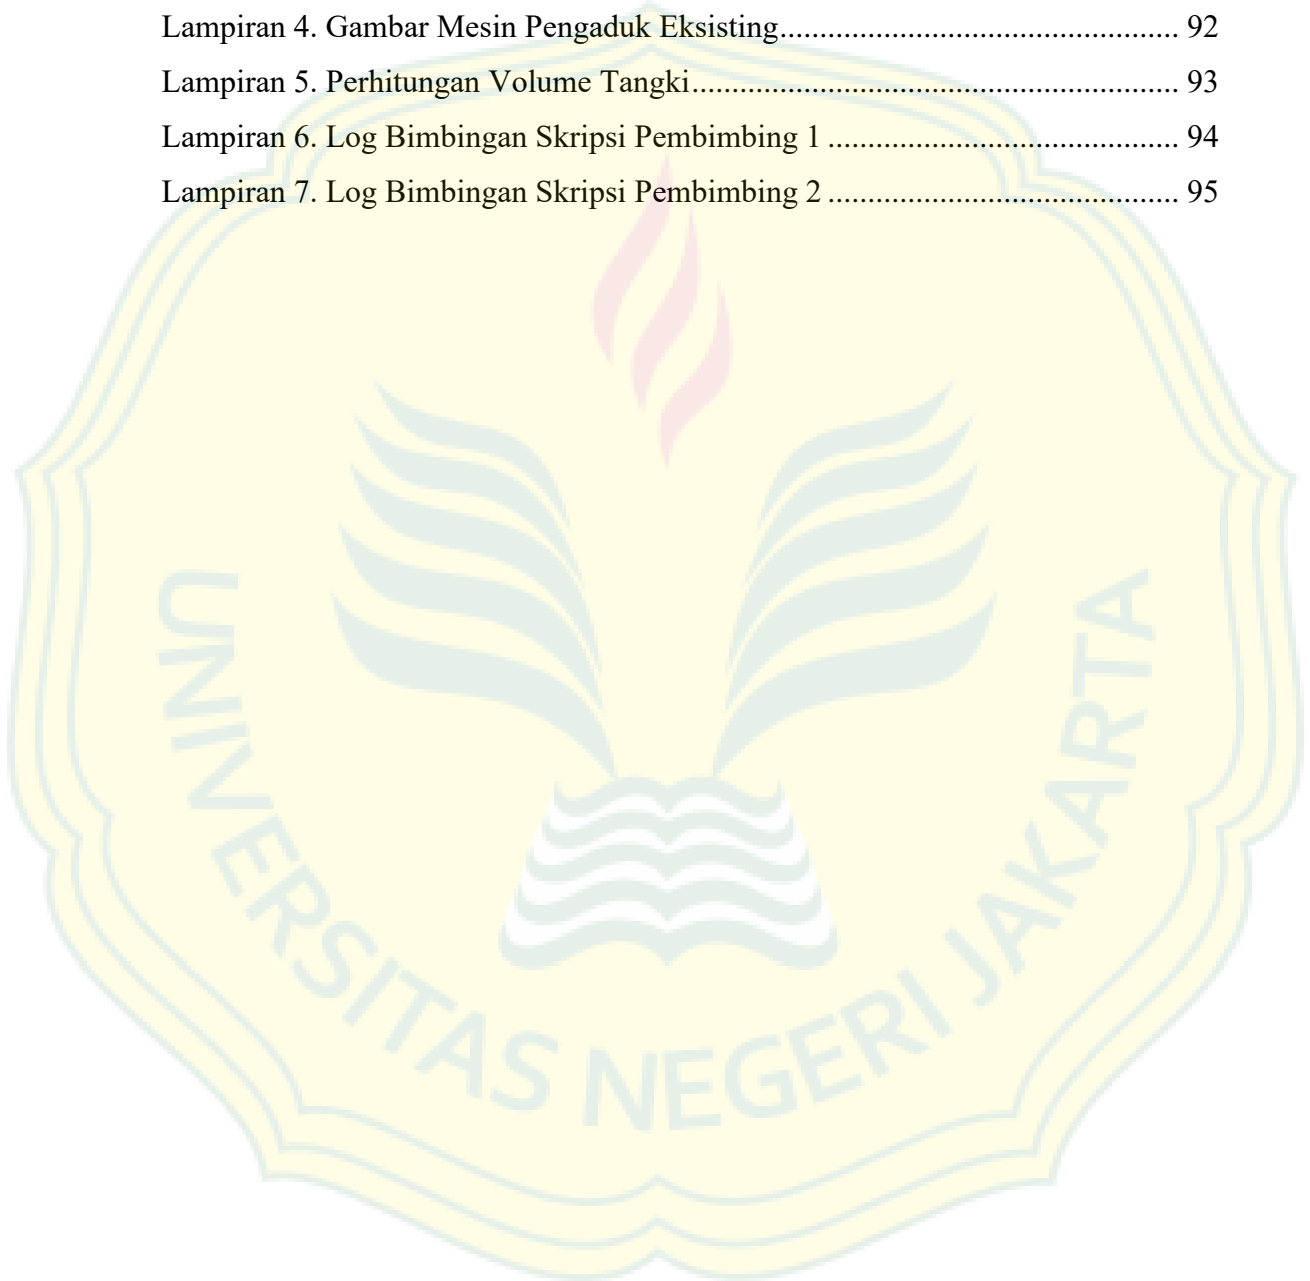 Lampiran 4. Gambar Mesin Pengaduk Eksisting.................................................. 92
Lampiran 5. Perhitungan Volume Tangki............................................................. 93
Lampiran 6. Log Bimbingan Skripsi Pembimbing 1 ............................................ 94
Lampiran 7. Log Bimbingan Skripsi Pembimbing 2 ............................................ 95
UNIVERSITAS NEGERI JAKARTA